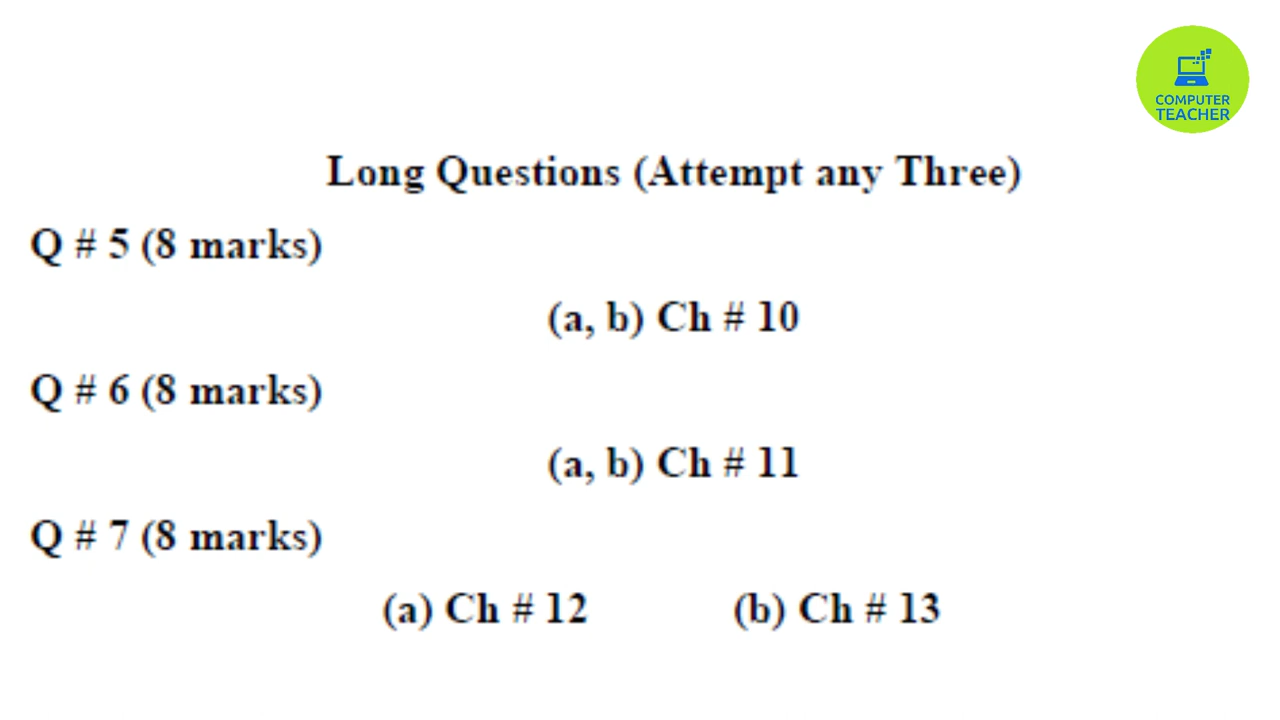 COMPUTER
TEACHER
Long Questions (Attempt any Three)
Q # 5 (8 marks)
(a, b) Ch # 10
Q # 6 (8 marks)
(a, b) Ch # 11
Q # 7 (8 marks)
(a) Ch # 12 (b) Ch # 13